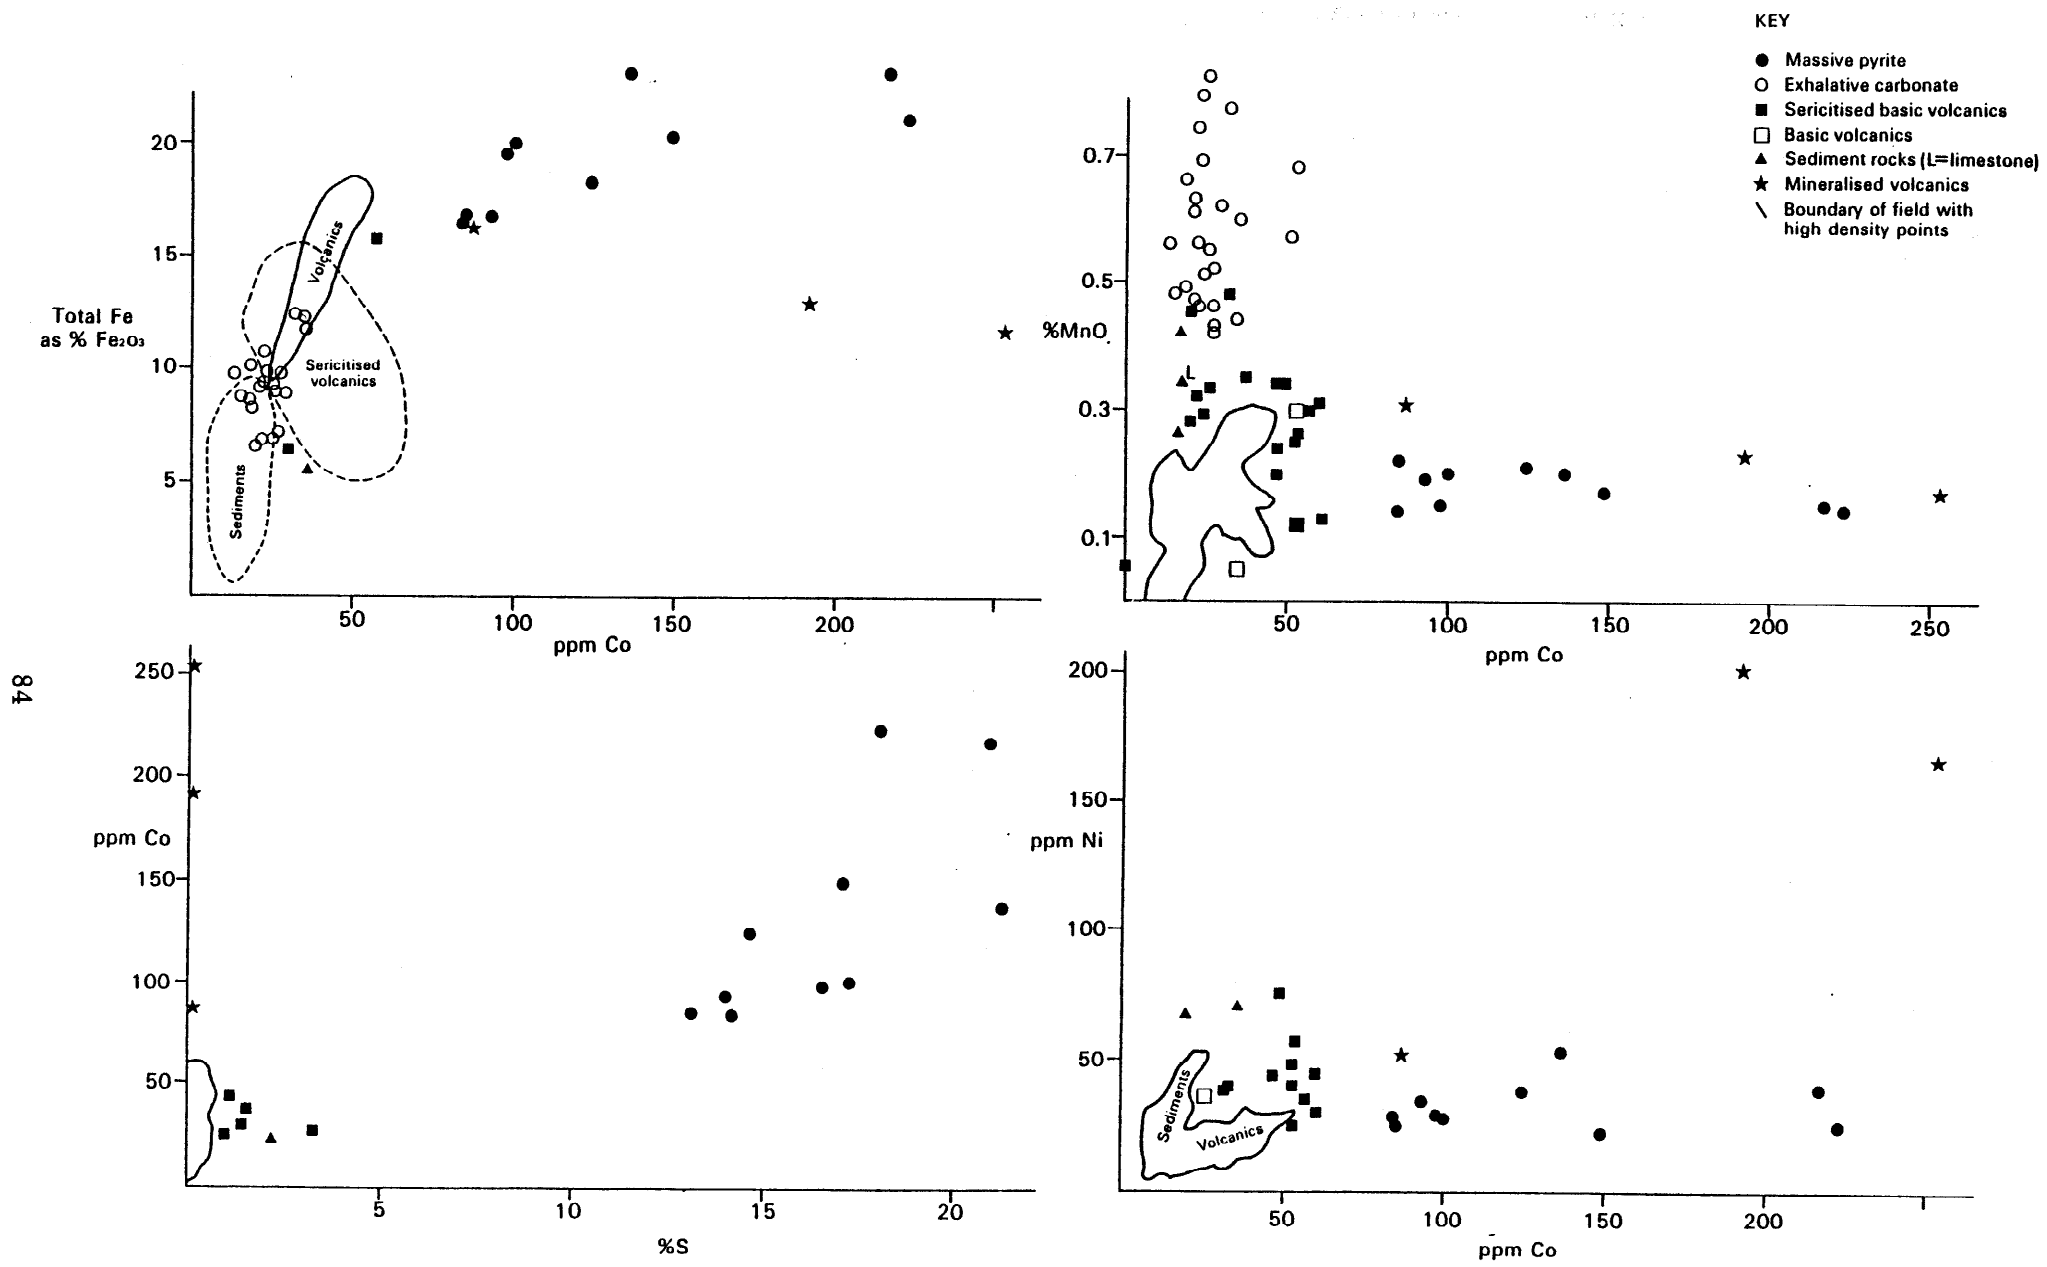 KEY
Massive pyrite
Exhalative carbonate
Sericitised basic volcanics
Basic volcanics
Sediment rocks (L=limestone)
Mineralised volcanics
Boundary of field with
high density points
20
15
10
5
Total Fe
as % Fe₂O₃
Volcanics
Sericitised
volcanics
Sediments
50
100
150
200
ppm Co
0.7
0.5
%MnO
0.3
0.1
L
50
100
150
200
250
ppm Co
84
250
200
ppm Co
150
100
50
5
10
15
20
%S
200
150
ppm Ni
100
50
Sediments
Volcanics
50
100
150
200
ppm Co